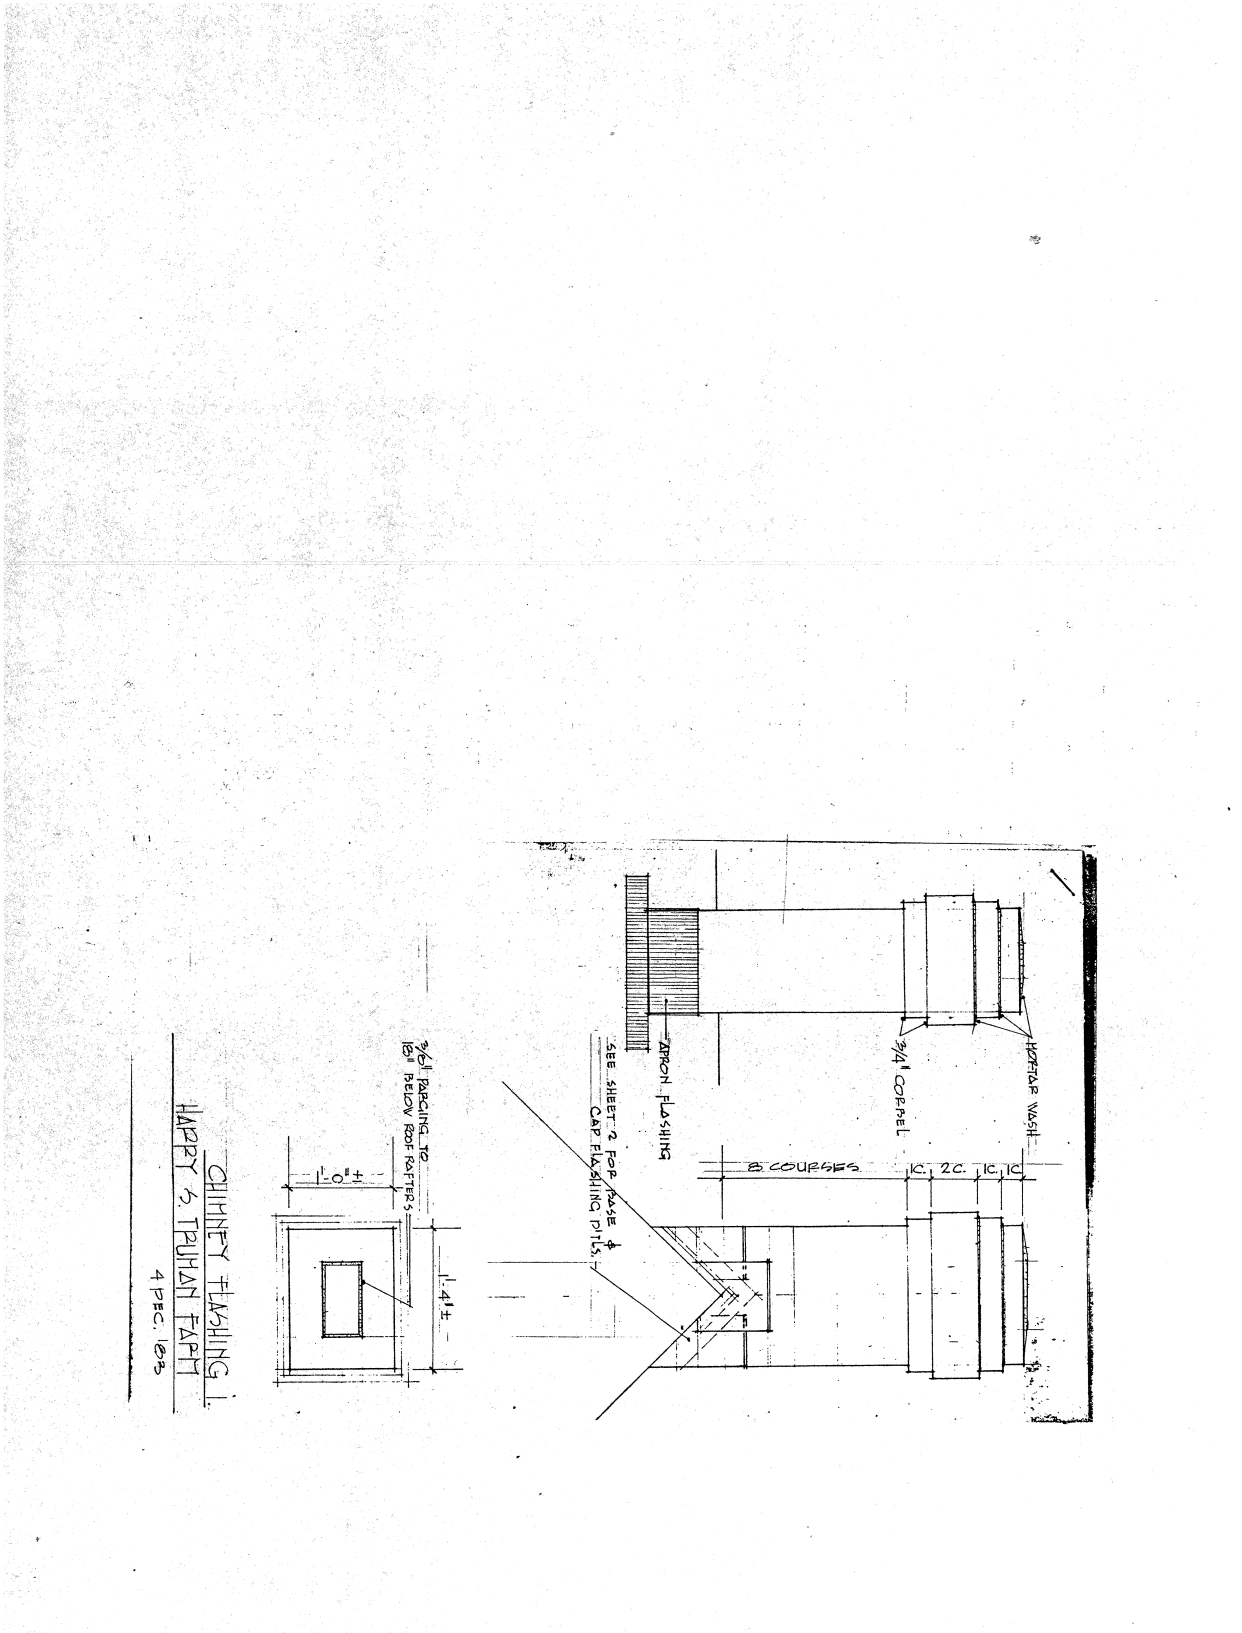 MORTAR WASH
3/4" CORBEL
APRON FLASHING
SEE SHEET 2 FOR BASE &
CAP FLASHING D'TLS.
8 COURSES
1C.
2C.
1C.
1C.
3/8" PARGING TO
18" BELOW ROOF RAFTERS
1'-0" ±
1'-4" ±
CHIMNEY FLASHING 1.
HARRY S. TRUMAN FARM
4 DEC. '83